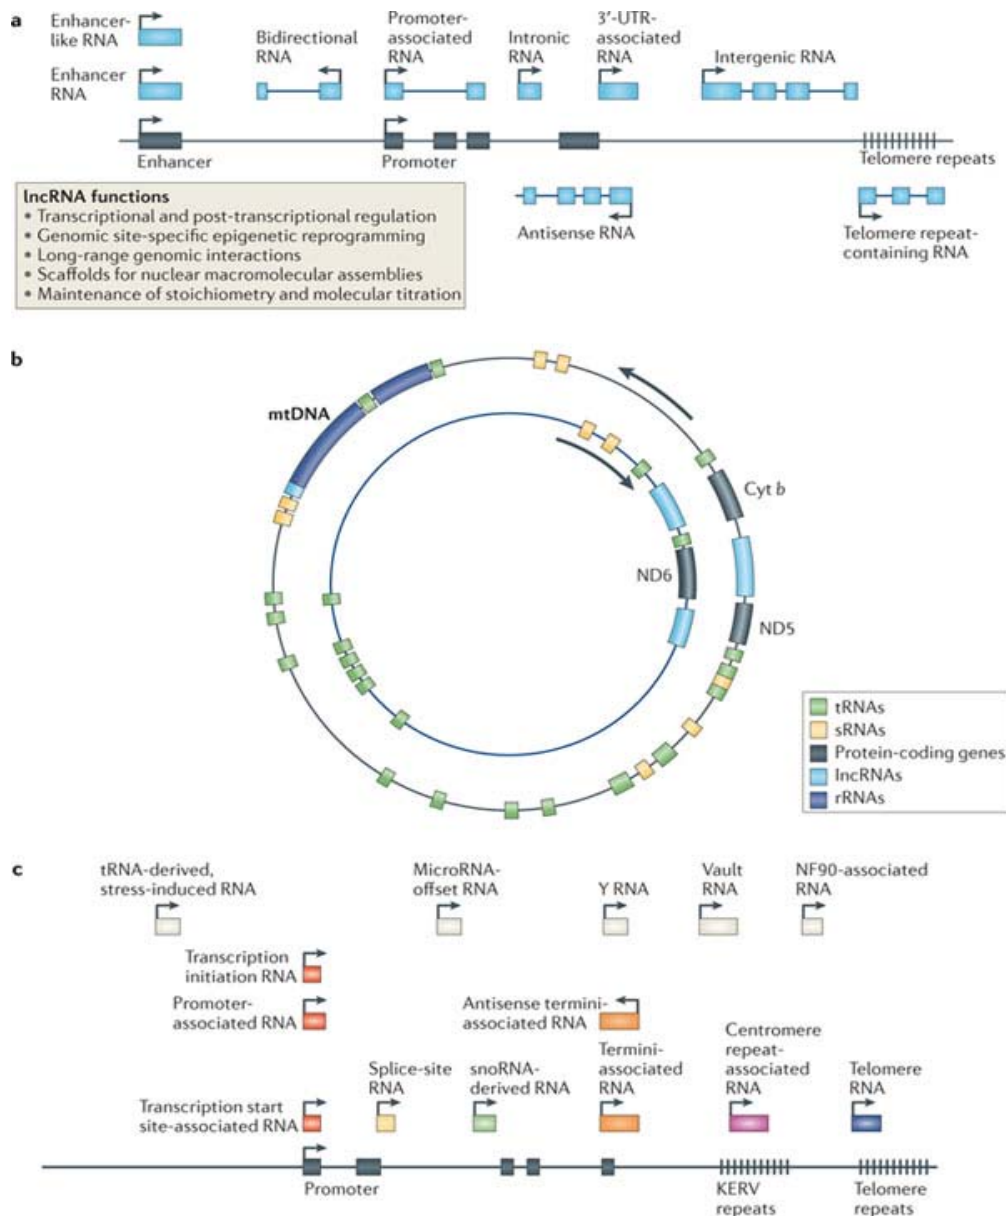 a
Enhancer-
like RNA
Enhancer
RNA
Bidirectional
RNA
Promoter-
associated
RNA
Intronic
RNA
3′-UTR-
associated
RNA
Intergenic RNA
Enhancer
Promoter
Telomere repeats
Antisense RNA
Telomere repeat-
containing RNA
lncRNA functions
• Transcriptional and post-transcriptional regulation
• Genomic site-specific epigenetic reprogramming
• Long-range genomic interactions
• Scaffolds for nuclear macromolecular assemblies
• Maintenance of stoichiometry and molecular titration
b
mtDNA
Cyt b
ND6
ND5
tRNAs
sRNAs
Protein-coding genes
lncRNAs
rRNAs
c
tRNA-derived,
stress-induced RNA
MicroRNA-
offset RNA
Y RNA
Vault
RNA
NF90-associated
RNA
Transcription
initiation RNA
Promoter-
associated RNA
Antisense termini-
associated RNA
Transcription start
site-associated RNA
Splice-site
RNA
snoRNA-
derived RNA
Termini-
associated
RNA
Centromere
repeat-
associated
RNA
Telomere
RNA
Promoter
KERV
repeats
Telomere
repeats